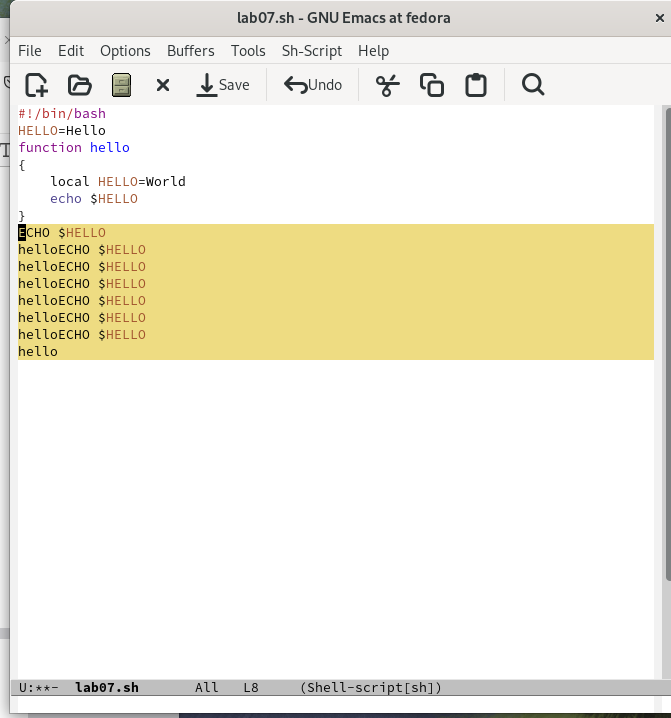 lab07.sh - GNU Emacs at fedora
File Edit Options Buffers Tools Sh-Script Help
Save Undo
#!/bin/bash
HELLO=Hello
function hello
{
    local HELLO=World
    echo $HELLO
}
ECHO $HELLO
helloECHO $HELLO
helloECHO $HELLO
helloECHO $HELLO
helloECHO $HELLO
helloECHO $HELLO
helloECHO $HELLO
hello
U:**- lab07.sh All L8 (Shell-script[sh])